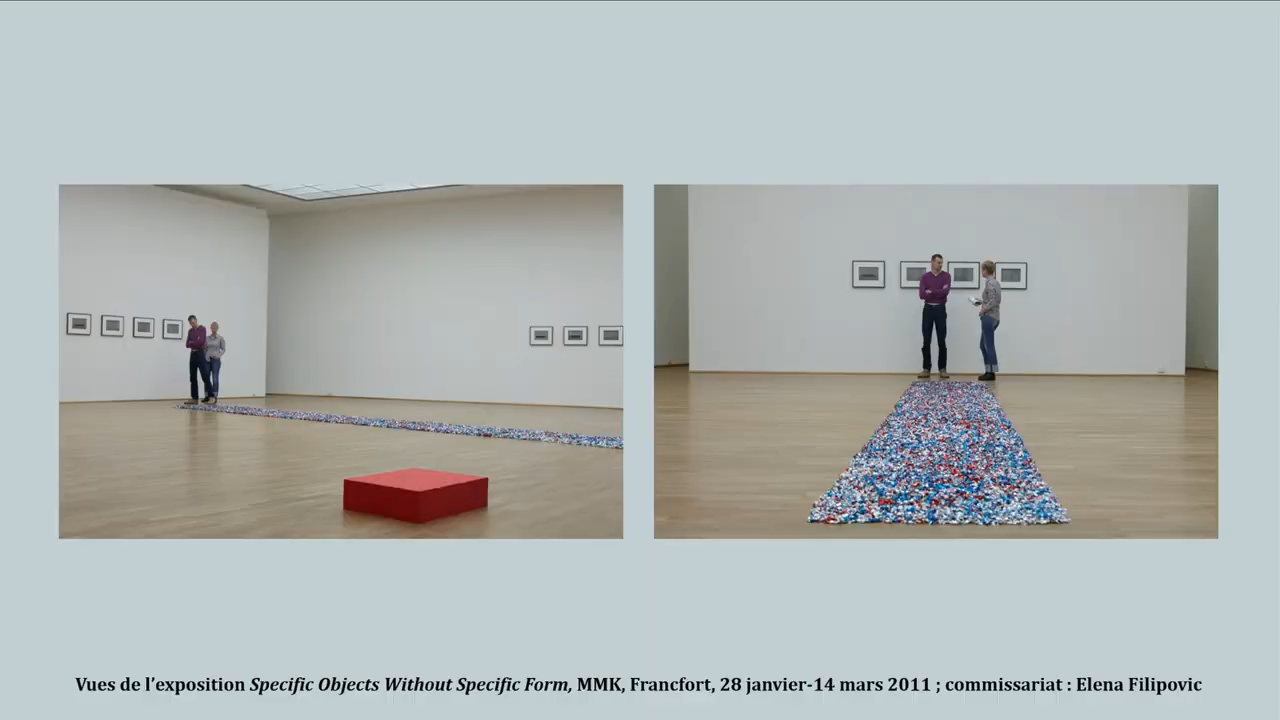 Vues de l’exposition Specific Objects Without Specific Form, MMK, Francfort, 28 janvier-14 mars 2011 ; commissariat : Elena Filipovic